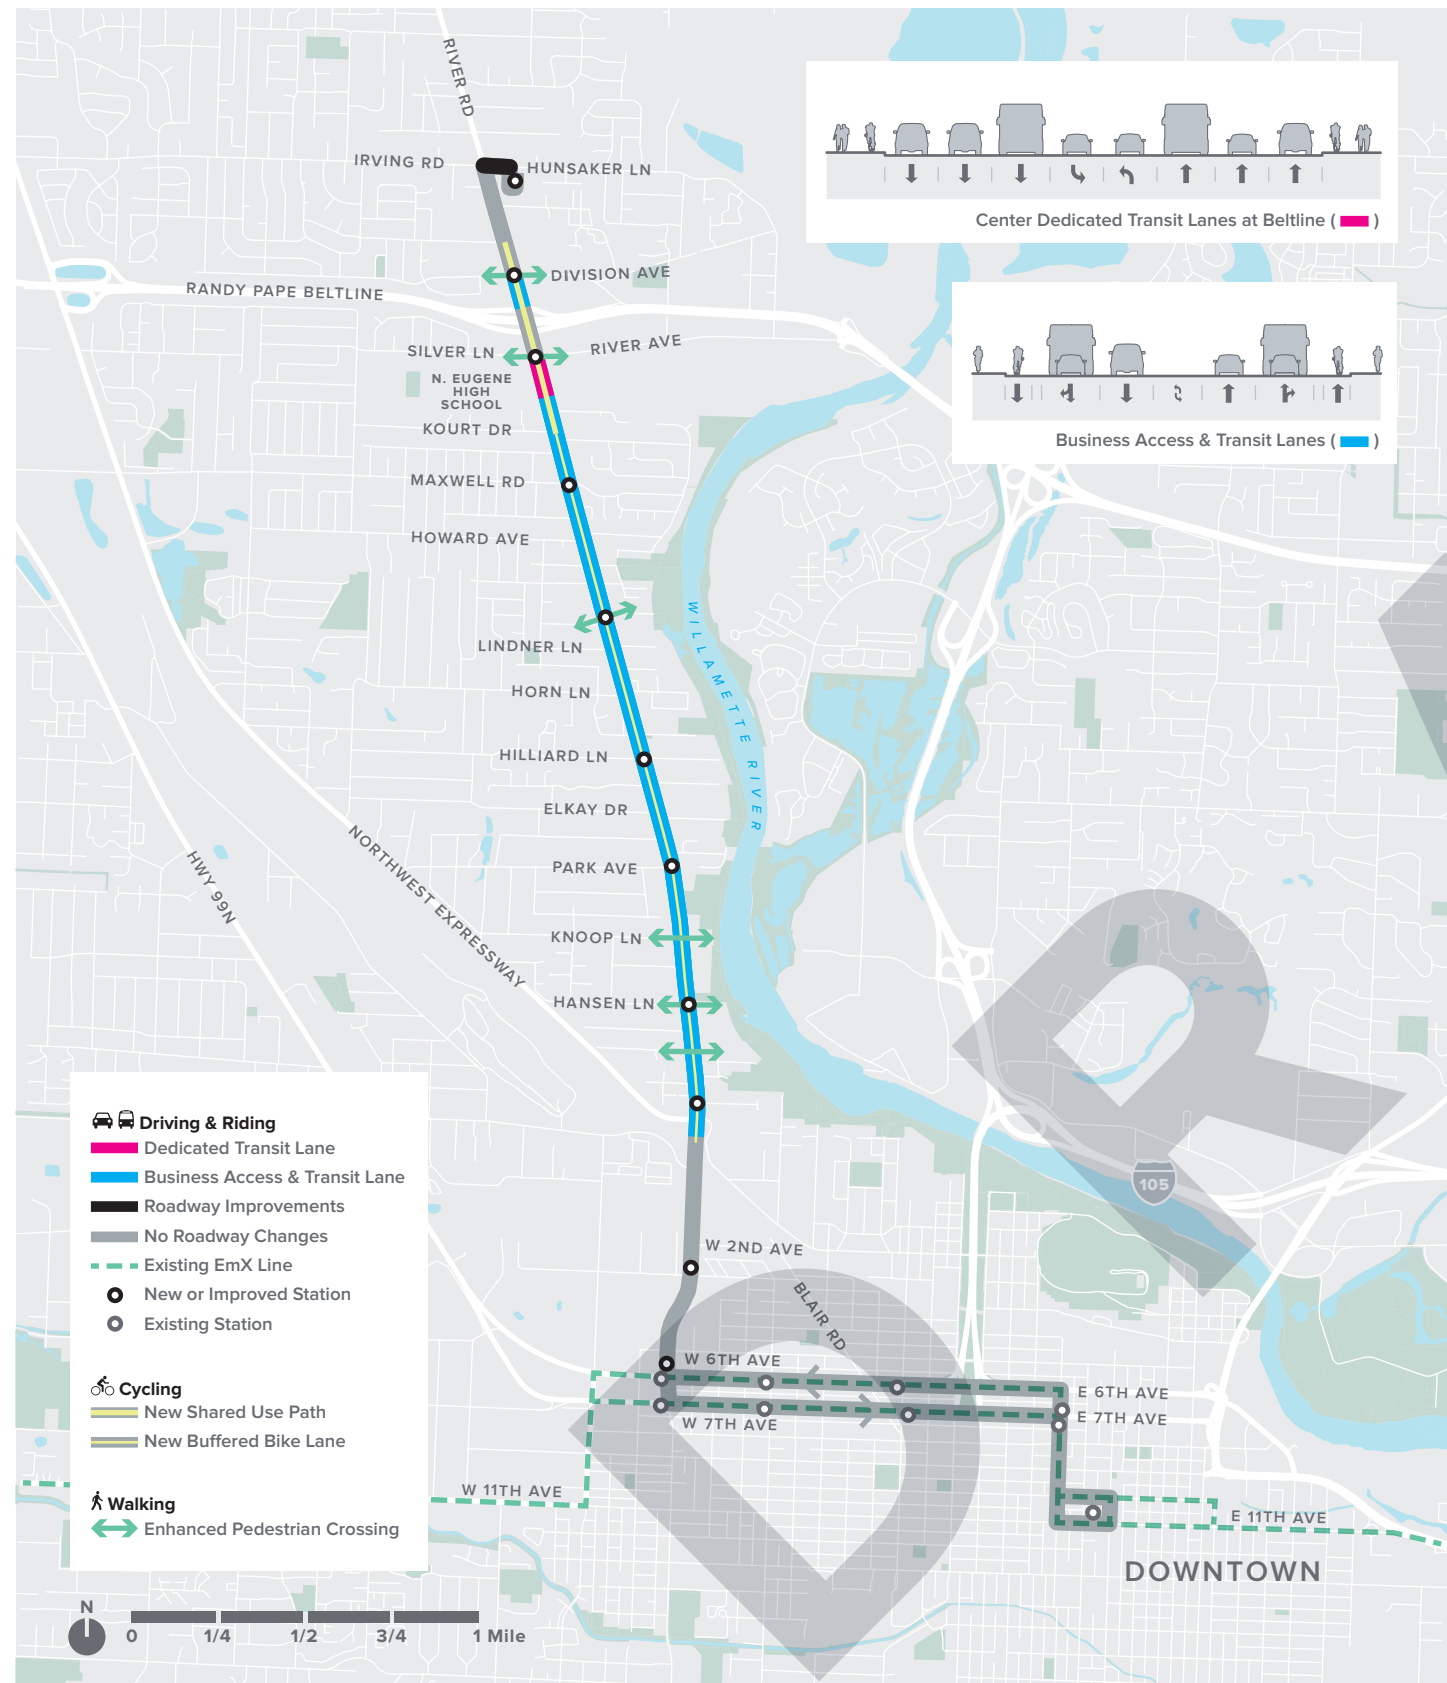 RIVER RD
IRVING RD
HUNSAKER LN
Center Dedicated Transit Lanes at Beltline ( )
DIVISION AVE
RANDY PAPE BELTLINE
SILVER LN
RIVER AVE
N. EUGENE
HIGH
SCHOOL
KOURT DR
Business Access & Transit Lanes ( )
MAXWELL RD
HOWARD AVE
WILLAMETTE RIVER
LINDNER LN
HORN LN
HILLIARD LN
ELKAY DR
PARK AVE
NORTHWEST EXPRESSWAY
HWY 99N
KNOOP LN
HANSEN LN
105
Driving & Riding
Dedicated Transit Lane
Business Access & Transit Lane
Roadway Improvements
No Roadway Changes
Existing EmX Line
New or Improved Station
Existing Station
Cycling
New Shared Use Path
New Buffered Bike Lane
Walking
Enhanced Pedestrian Crossing
W 2ND AVE
BLAIR RD
W 6TH AVE
E 6TH AVE
E 7TH AVE
W 7TH AVE
W 11TH AVE
E 11TH AVE
DOWNTOWN
N
0 1/4 1/2 3/4 1 Mile